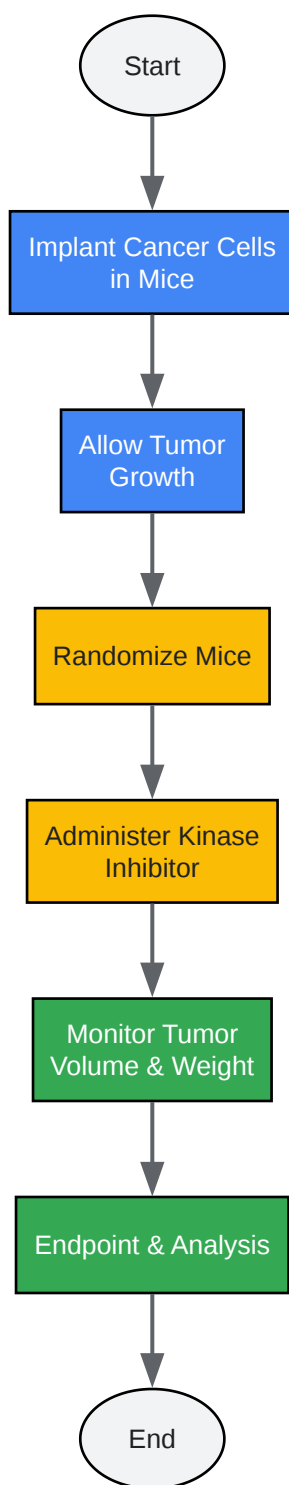 Start
Implant Cancer Cells
in Mice
Allow Tumor
Growth
Randomize Mice
Administer Kinase
Inhibitor
Monitor Tumor
Volume & Weight
Endpoint & Analysis
End